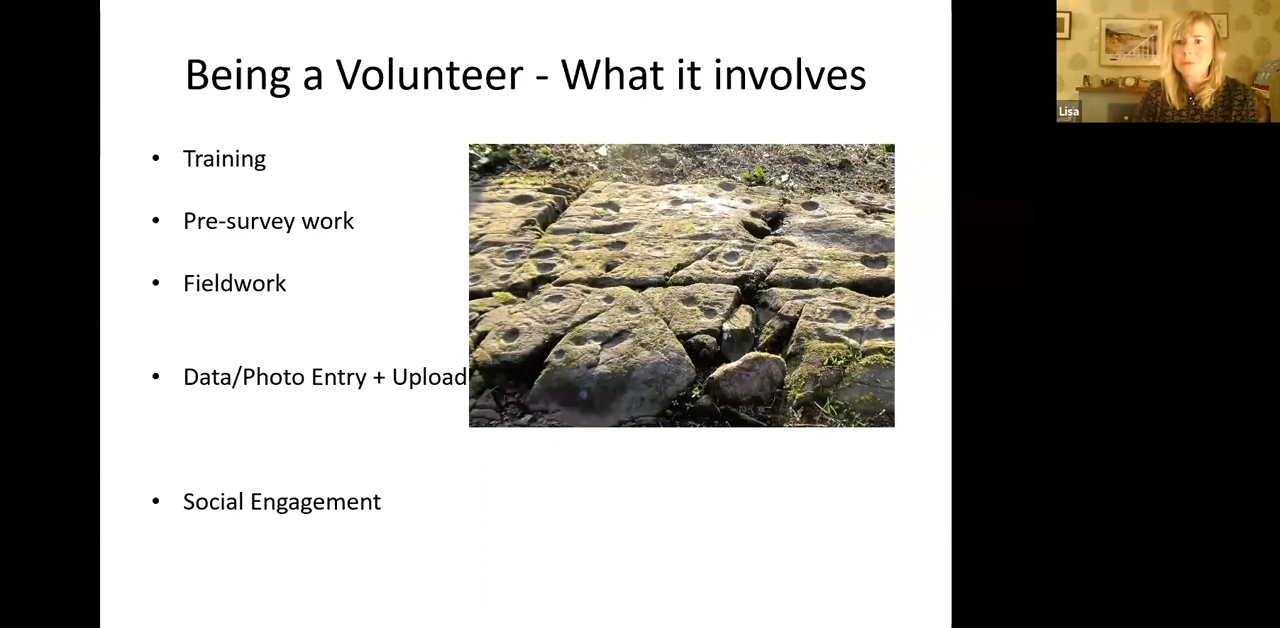 Being a Volunteer - What it involves
• Training
• Pre-survey work
• Fieldwork
• Data/Photo Entry + Upload
• Social Engagement
Lisa